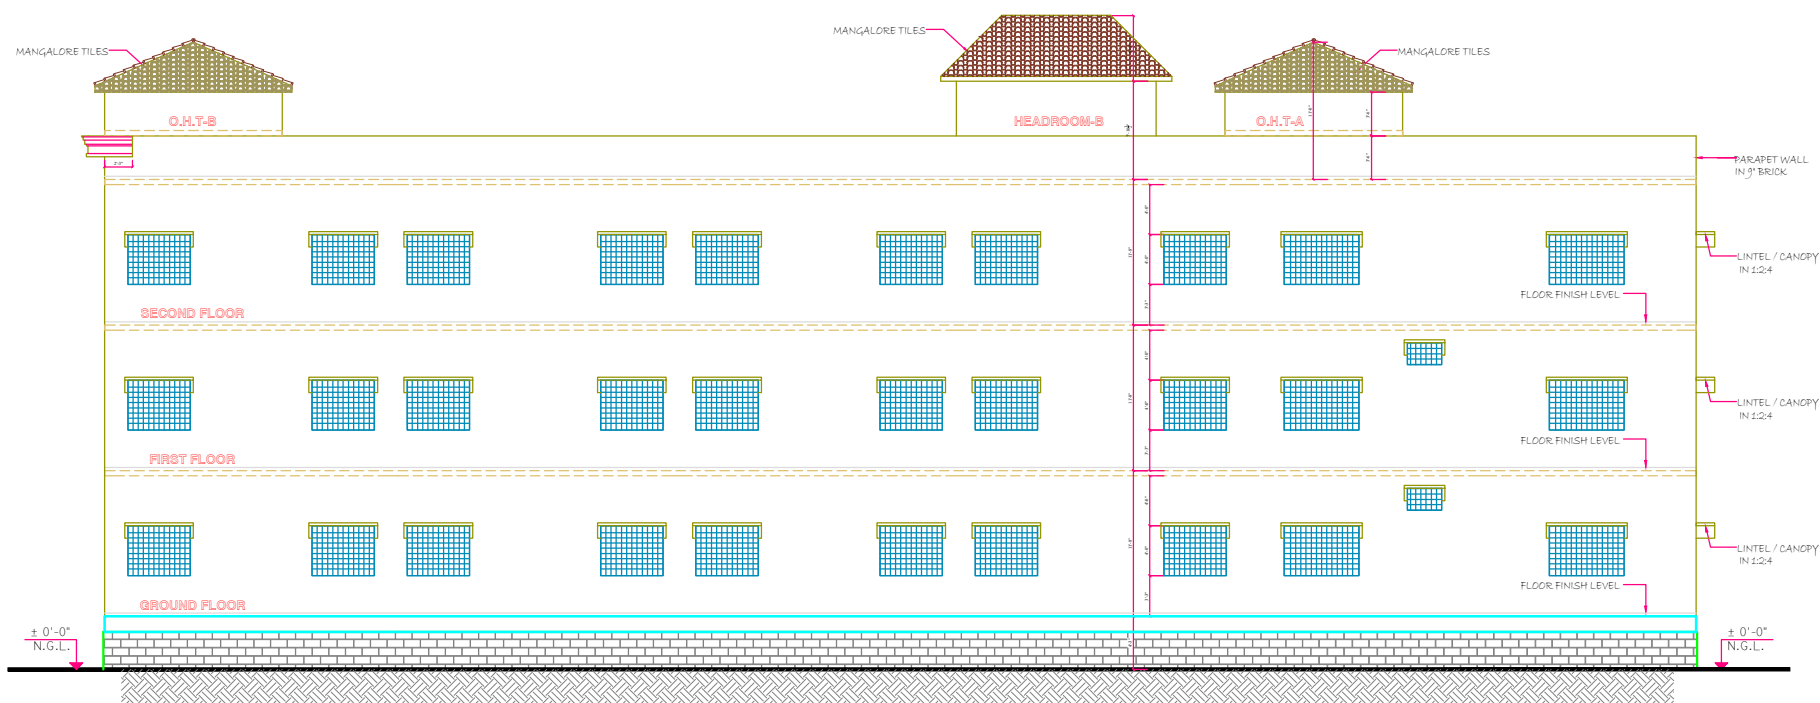 MANGALORE TILES
MANGALORE TILES
MANGALORE TILES
O.H.T-B
HEADROOM-B
O.H.T-A
PARAPET WALL
IN 9" BRICK
LINTEL / CANOPY
IN 1:2:4
FLOOR FINISH LEVEL
SECOND FLOOR
LINTEL / CANOPY
IN 1:2:4
FLOOR FINISH LEVEL
FIRST FLOOR
LINTEL / CANOPY
IN 1:2:4
FLOOR FINISH LEVEL
GROUND FLOOR
± 0'-0"
N.G.L.
± 0'-0"
N.G.L.